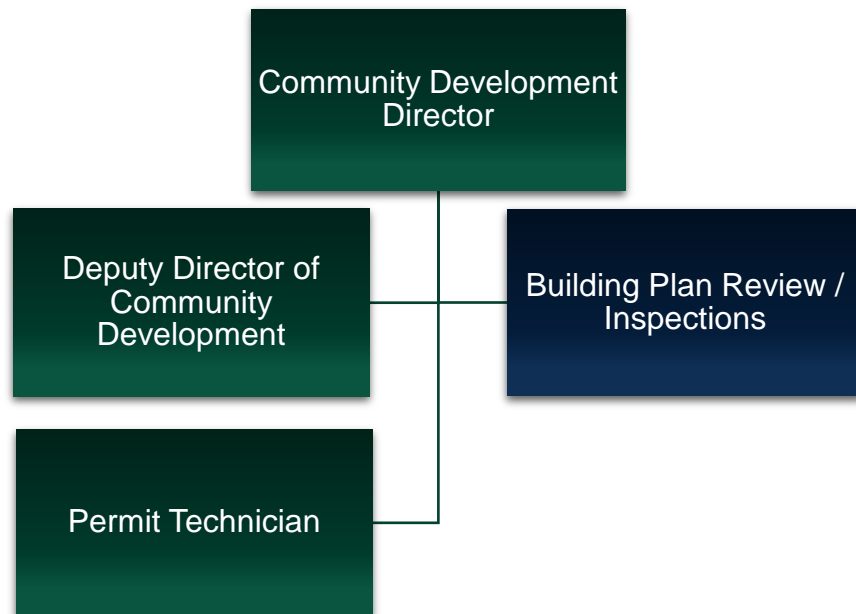 Community Development
Director
Deputy Director of
Community
Development
Building Plan Review /
Inspections
Permit Technician